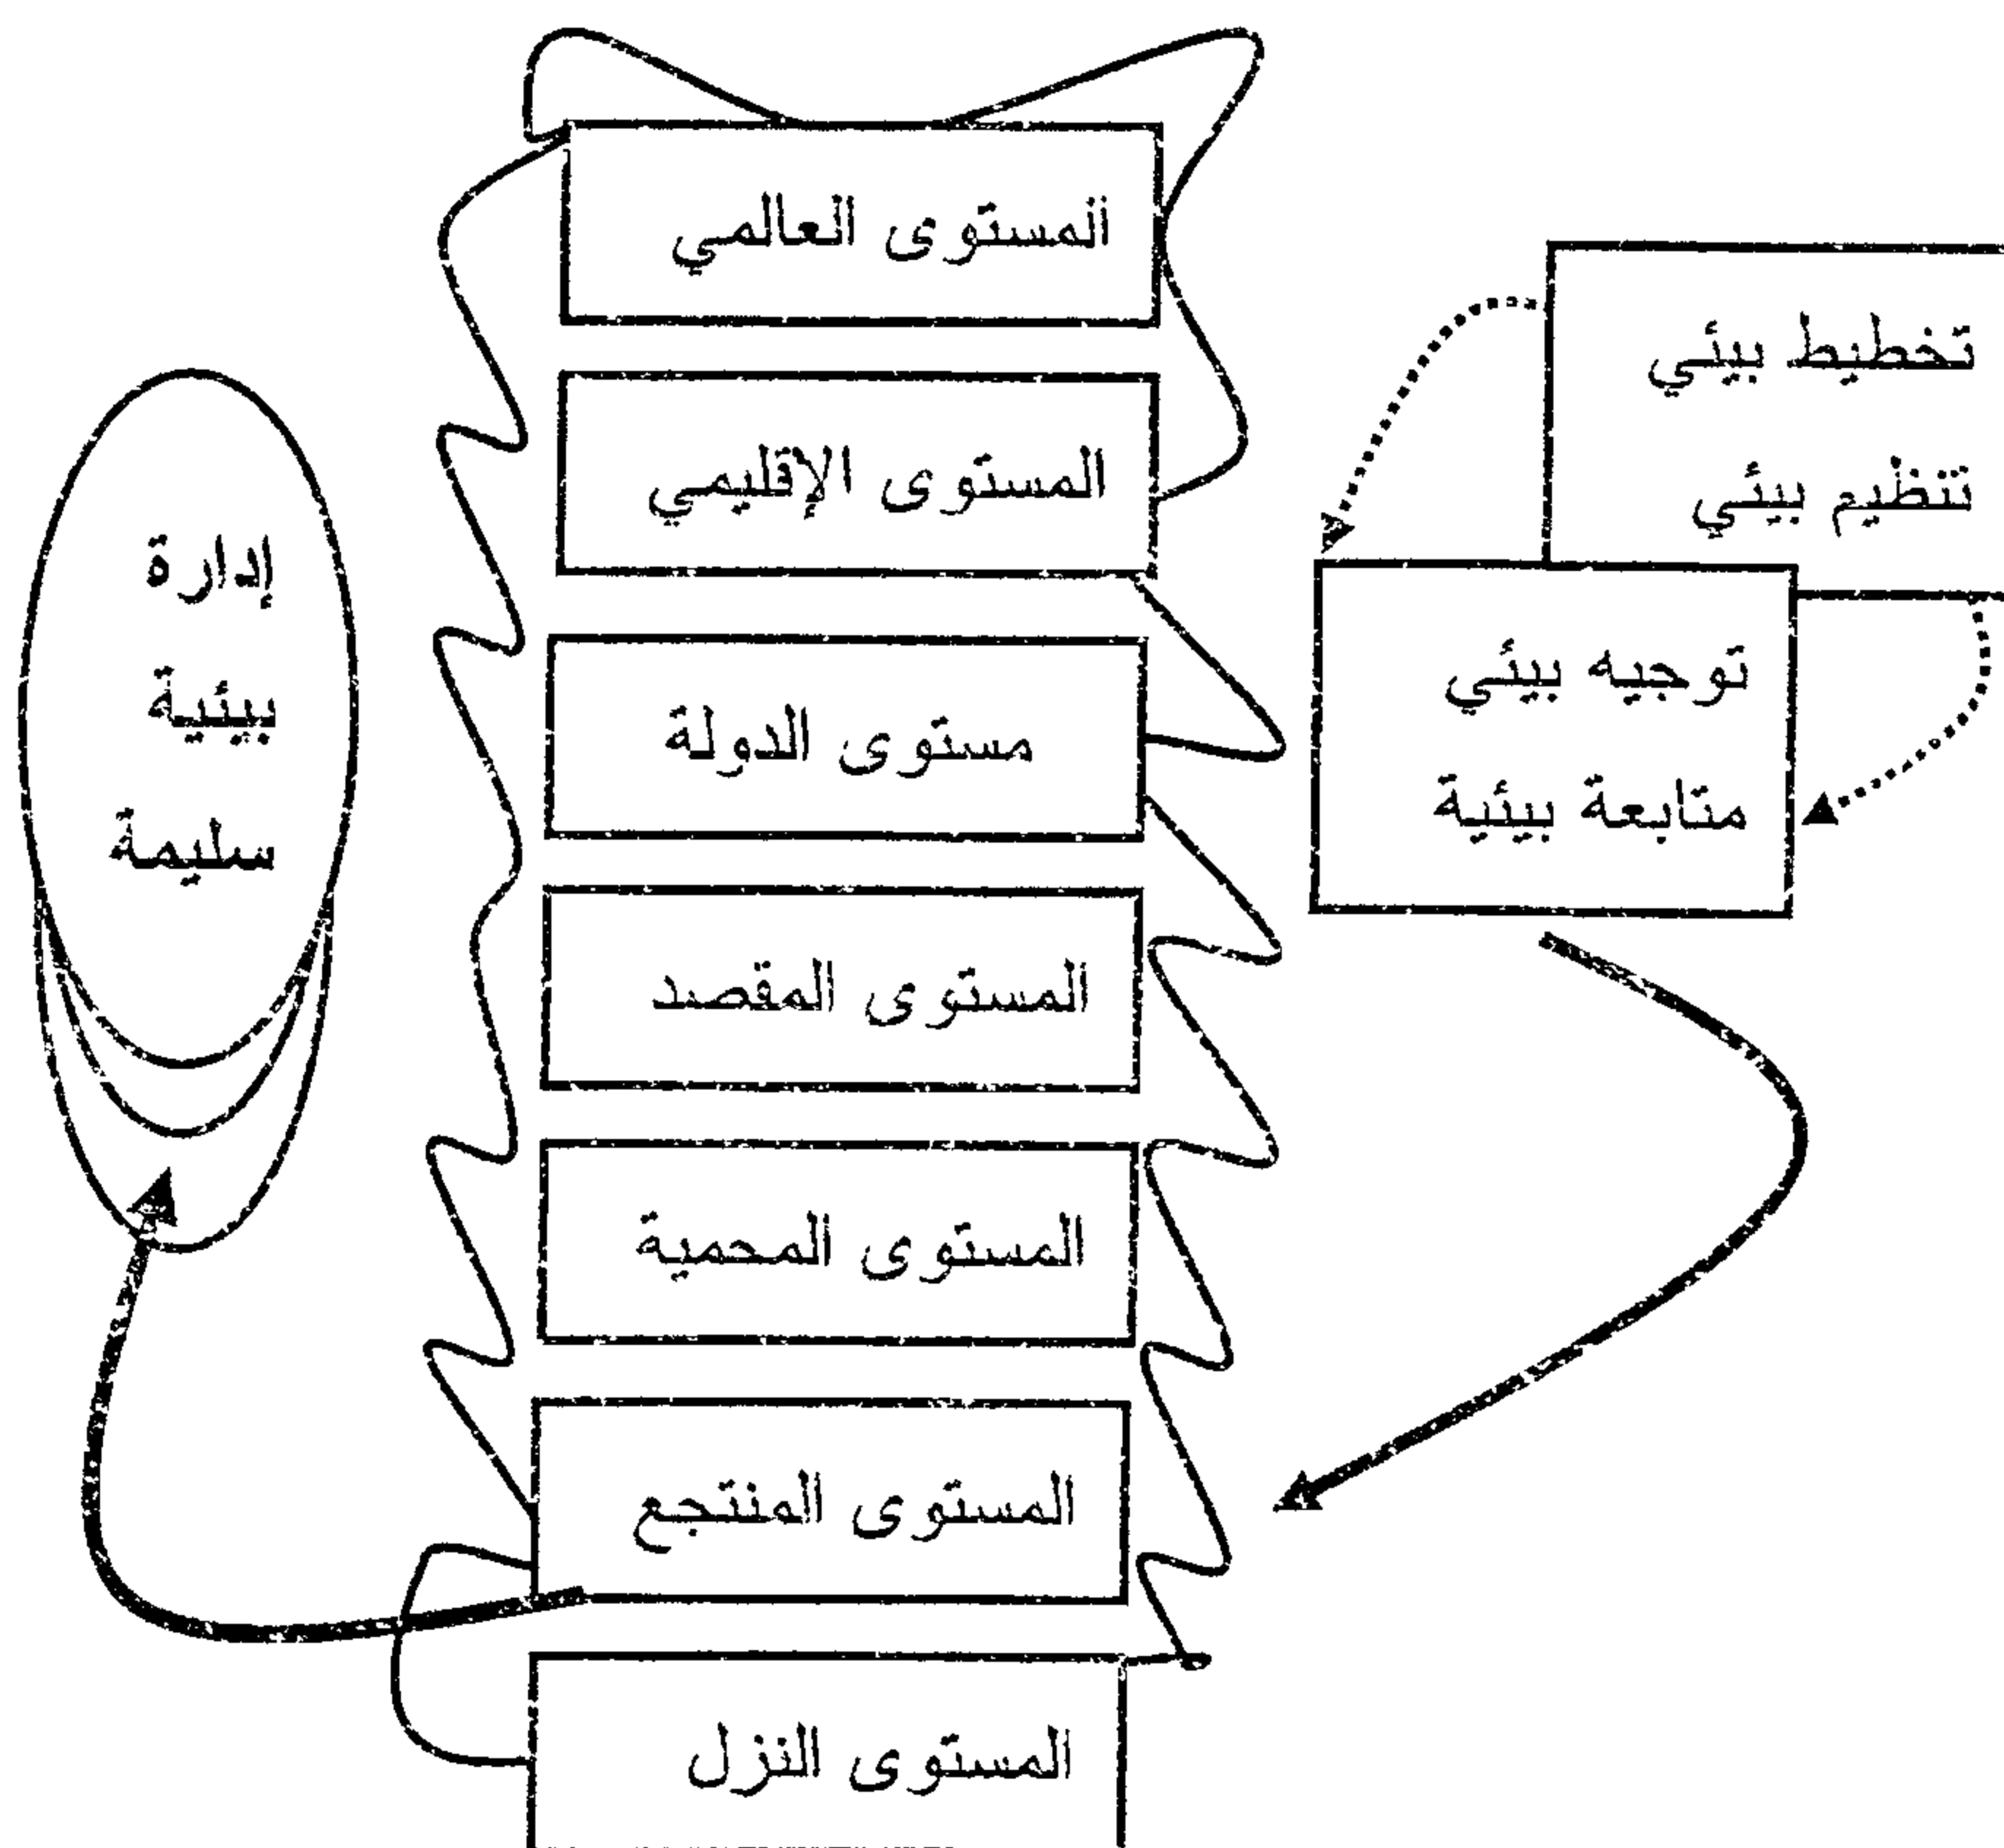 المستوى العالمي
المستوى الإقليمي
مستوى الدولة
المستوى المقصد
المستوى المحمية
المستوى المنتجع
المستوى النزل
تخطيط بيئي
تنظيم بيئي
توجيه بيئي
متابعة بيئية
إدارة
بيئية
سليمة